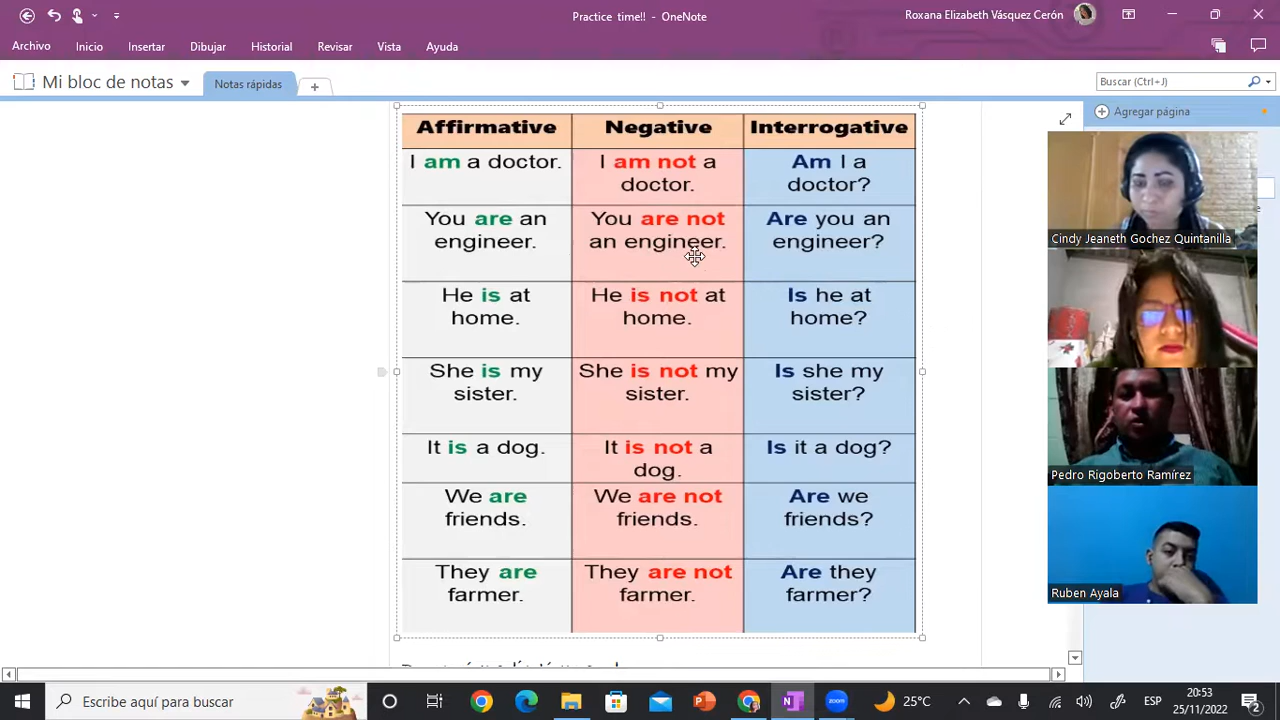 Practice time!! - OneNote
Roxana Elizabeth Vásquez Cerón
Archivo Inicio Insertar Dibujar Historial Revisar Vista Ayuda
Mi bloc de notas Notas rápidas
Buscar (Ctrl+J)
Agregar página
Affirmative Negative Interrogative
I am a doctor.
I am not a
doctor.
Am I a
doctor?
You are an
engineer.
You are not
an engineer.
Are you an
engineer?
He is at
home.
He is not at
home.
Is he at
home?
She is my
sister.
She is not my
sister.
Is she my
sister?
It is a dog.
It is not a
dog.
Is it a dog?
We are
friends.
We are not
friends.
Are we
friends?
They are
farmer.
They are not
farmer.
Are they
farmer?
Cindy Jeaneth Gochez Quintanilla
Pedro Rigoberto Ramírez
Ruben Ayala
Escribe aquí para buscar
zoom
25°C
ESP
20:53
25/11/2022
2